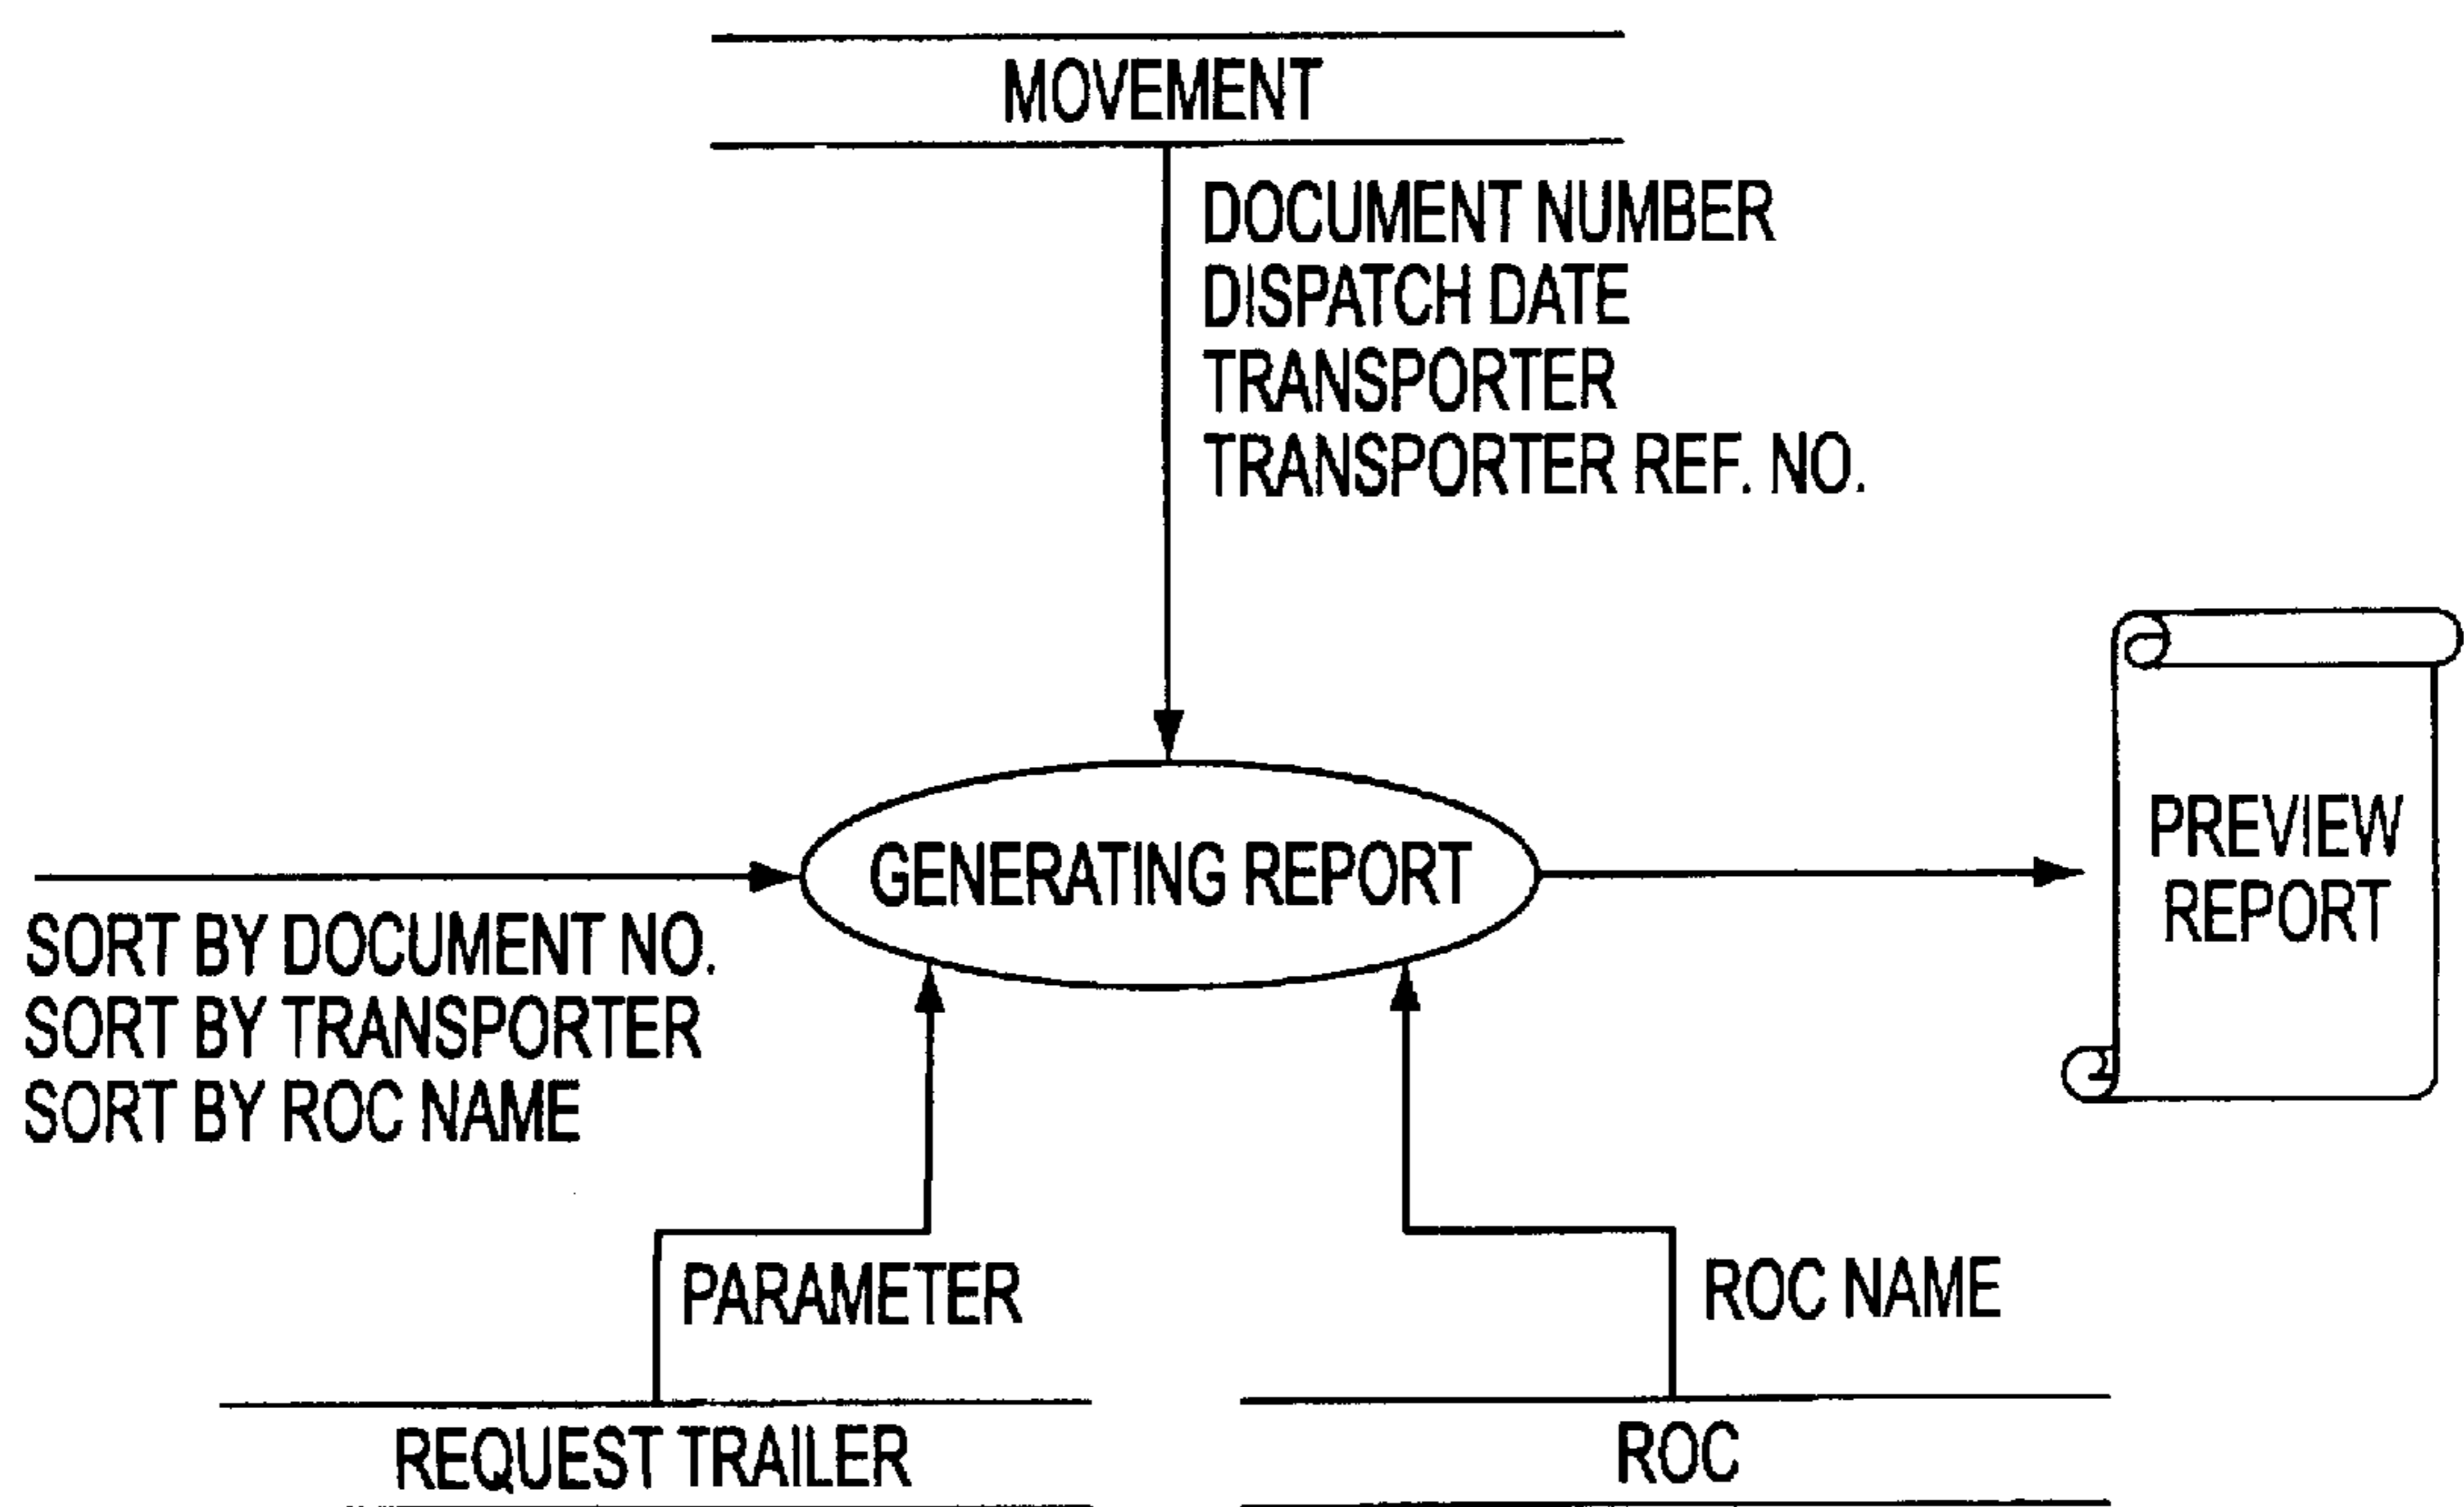 MOVEMENT
DOCUMENT NUMBER
DISPATCH DATE
TRANSPORTER
TRANSPORTER REF. NO.
GENERATING REPORT
PREVIEW
REPORT
SORT BY DOCUMENT NO.
SORT BY TRANSPORTER
SORT BY ROC NAME
PARAMETER
ROC NAME
REQUEST TRAILER
ROC